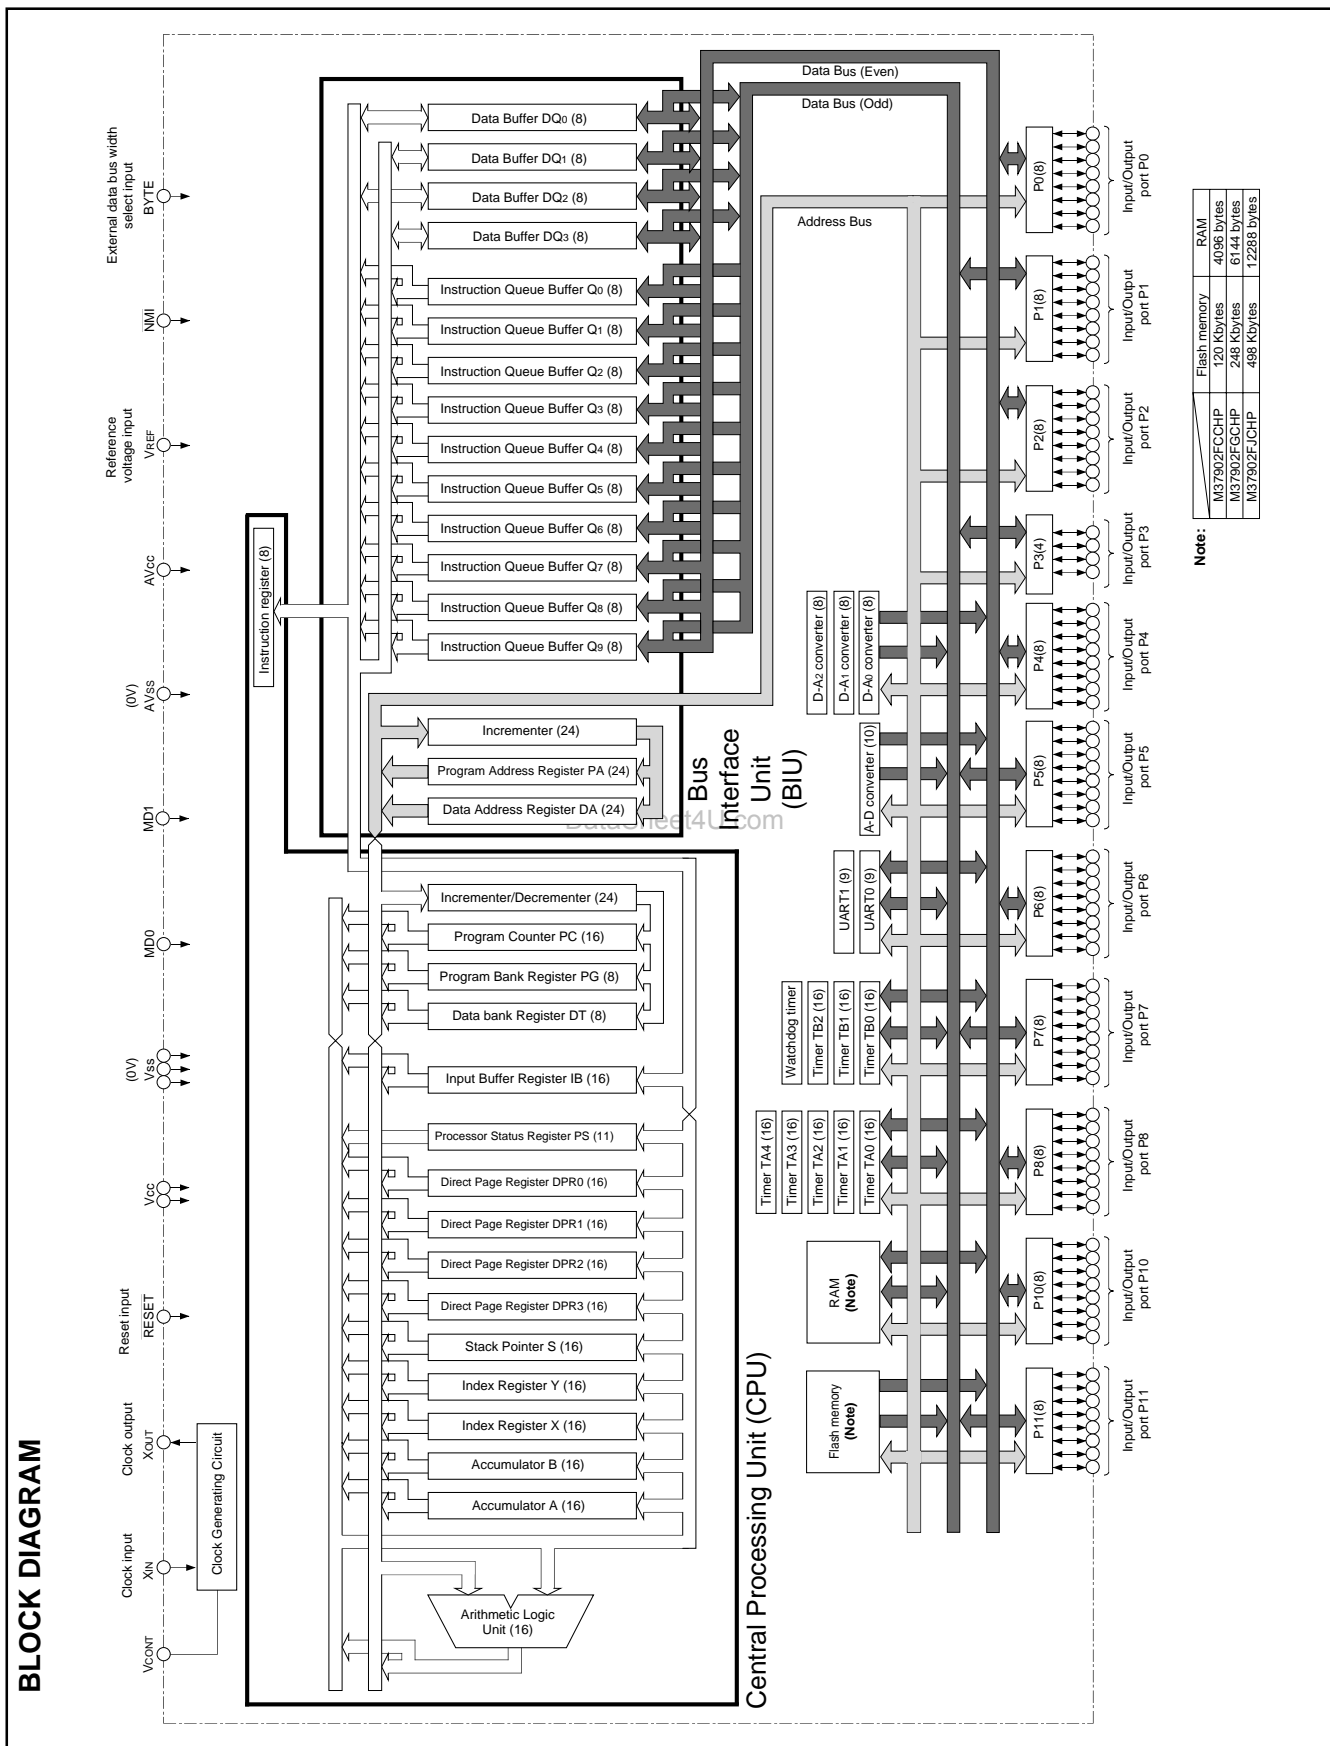 BLOCK DIAGRAM
External data bus width
select input
BYTE
NMI
Reference
voltage input
VREF
AVcc
(0V)
AVss
MD1
MD0
(0V)
Vss
Vcc
Reset input
RESET
Clock output
XOUT
Clock input
XIN
VCONT
Clock Generating Circuit
Instruction register (8)
Data Buffer DQ0 (8)
Data Buffer DQ1 (8)
Data Buffer DQ2 (8)
Data Buffer DQ3 (8)
Instruction Queue Buffer Q0 (8)
Instruction Queue Buffer Q1 (8)
Instruction Queue Buffer Q2 (8)
Instruction Queue Buffer Q3 (8)
Instruction Queue Buffer Q4 (8)
Instruction Queue Buffer Q5 (8)
Instruction Queue Buffer Q6 (8)
Instruction Queue Buffer Q7 (8)
Instruction Queue Buffer Q8 (8)
Instruction Queue Buffer Q9 (8)
Incrementer (24)
Program Address Register PA (24)
Data Address Register DA (24)
Bus
Interface
Unit
(BIU)
DataSheet4U.com
Incrementer/Decrementer (24)
Program Counter PC (16)
Program Bank Register PG (8)
Data bank Register DT (8)
Input Buffer Register IB (16)
Processor Status Register PS (11)
Direct Page Register DPR0 (16)
Direct Page Register DPR1 (16)
Direct Page Register DPR2 (16)
Direct Page Register DPR3 (16)
Stack Pointer S (16)
Index Register Y (16)
Index Register X (16)
Accumulator B (16)
Accumulator A (16)
Arithmetic Logic
Unit (16)
Central Processing Unit (CPU)
Data Bus (Even)
Data Bus (Odd)
Address Bus
D-A2 converter (8)
D-A1 converter (8)
D-A0 converter (8)
A-D converter (10)
UART1 (9)
UART0 (9)
Watchdog timer
Timer TB2 (16)
Timer TB1 (16)
Timer TB0 (16)
Timer TA4 (16)
Timer TA3 (16)
Timer TA2 (16)
Timer TA1 (16)
Timer TA0 (16)
RAM
(Note)
Flash memory
(Note)
P0(8)
Input/Output
port P0
P1(8)
Input/Output
port P1
P2(8)
Input/Output
port P2
P3(4)
Input/Output
port P3
P4(8)
Input/Output
port P4
P5(8)
Input/Output
port P5
P6(8)
Input/Output
port P6
P7(8)
Input/Output
port P7
P8(8)
Input/Output
port P8
P10(8)
Input/Output
port P10
P11(8)
Input/Output
port P11
Note:
Flash memory RAM
M37902FCCHP 120 Kbytes 4096 bytes
M37902FGCHP 248 Kbytes 6144 bytes
M37902FJCHP 498 Kbytes 12288 bytes